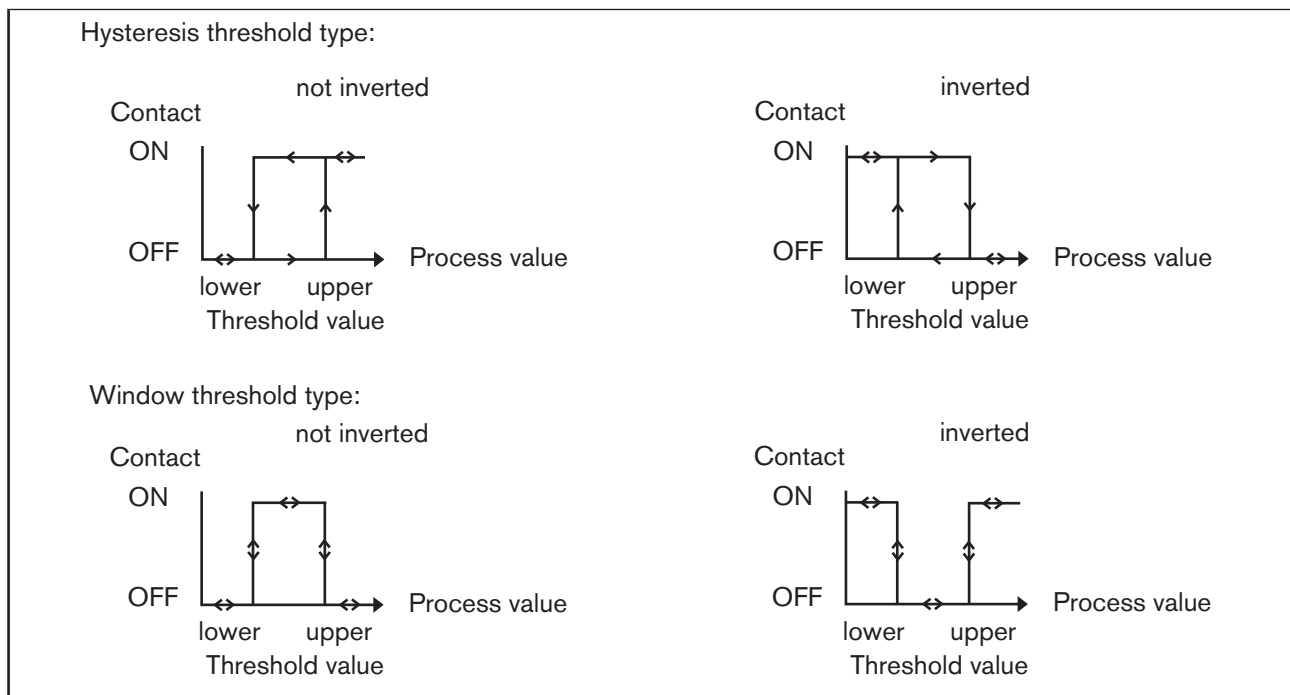 Hysteresis threshold type:
not inverted
Contact
ON
OFF
Process value
lower upper
Threshold value
inverted
Contact
ON
OFF
Process value
lower upper
Threshold value
Window threshold type:
not inverted
Contact
ON
OFF
Process value
lower upper
Threshold value
inverted
Contact
ON
OFF
Process value
lower upper
Threshold value